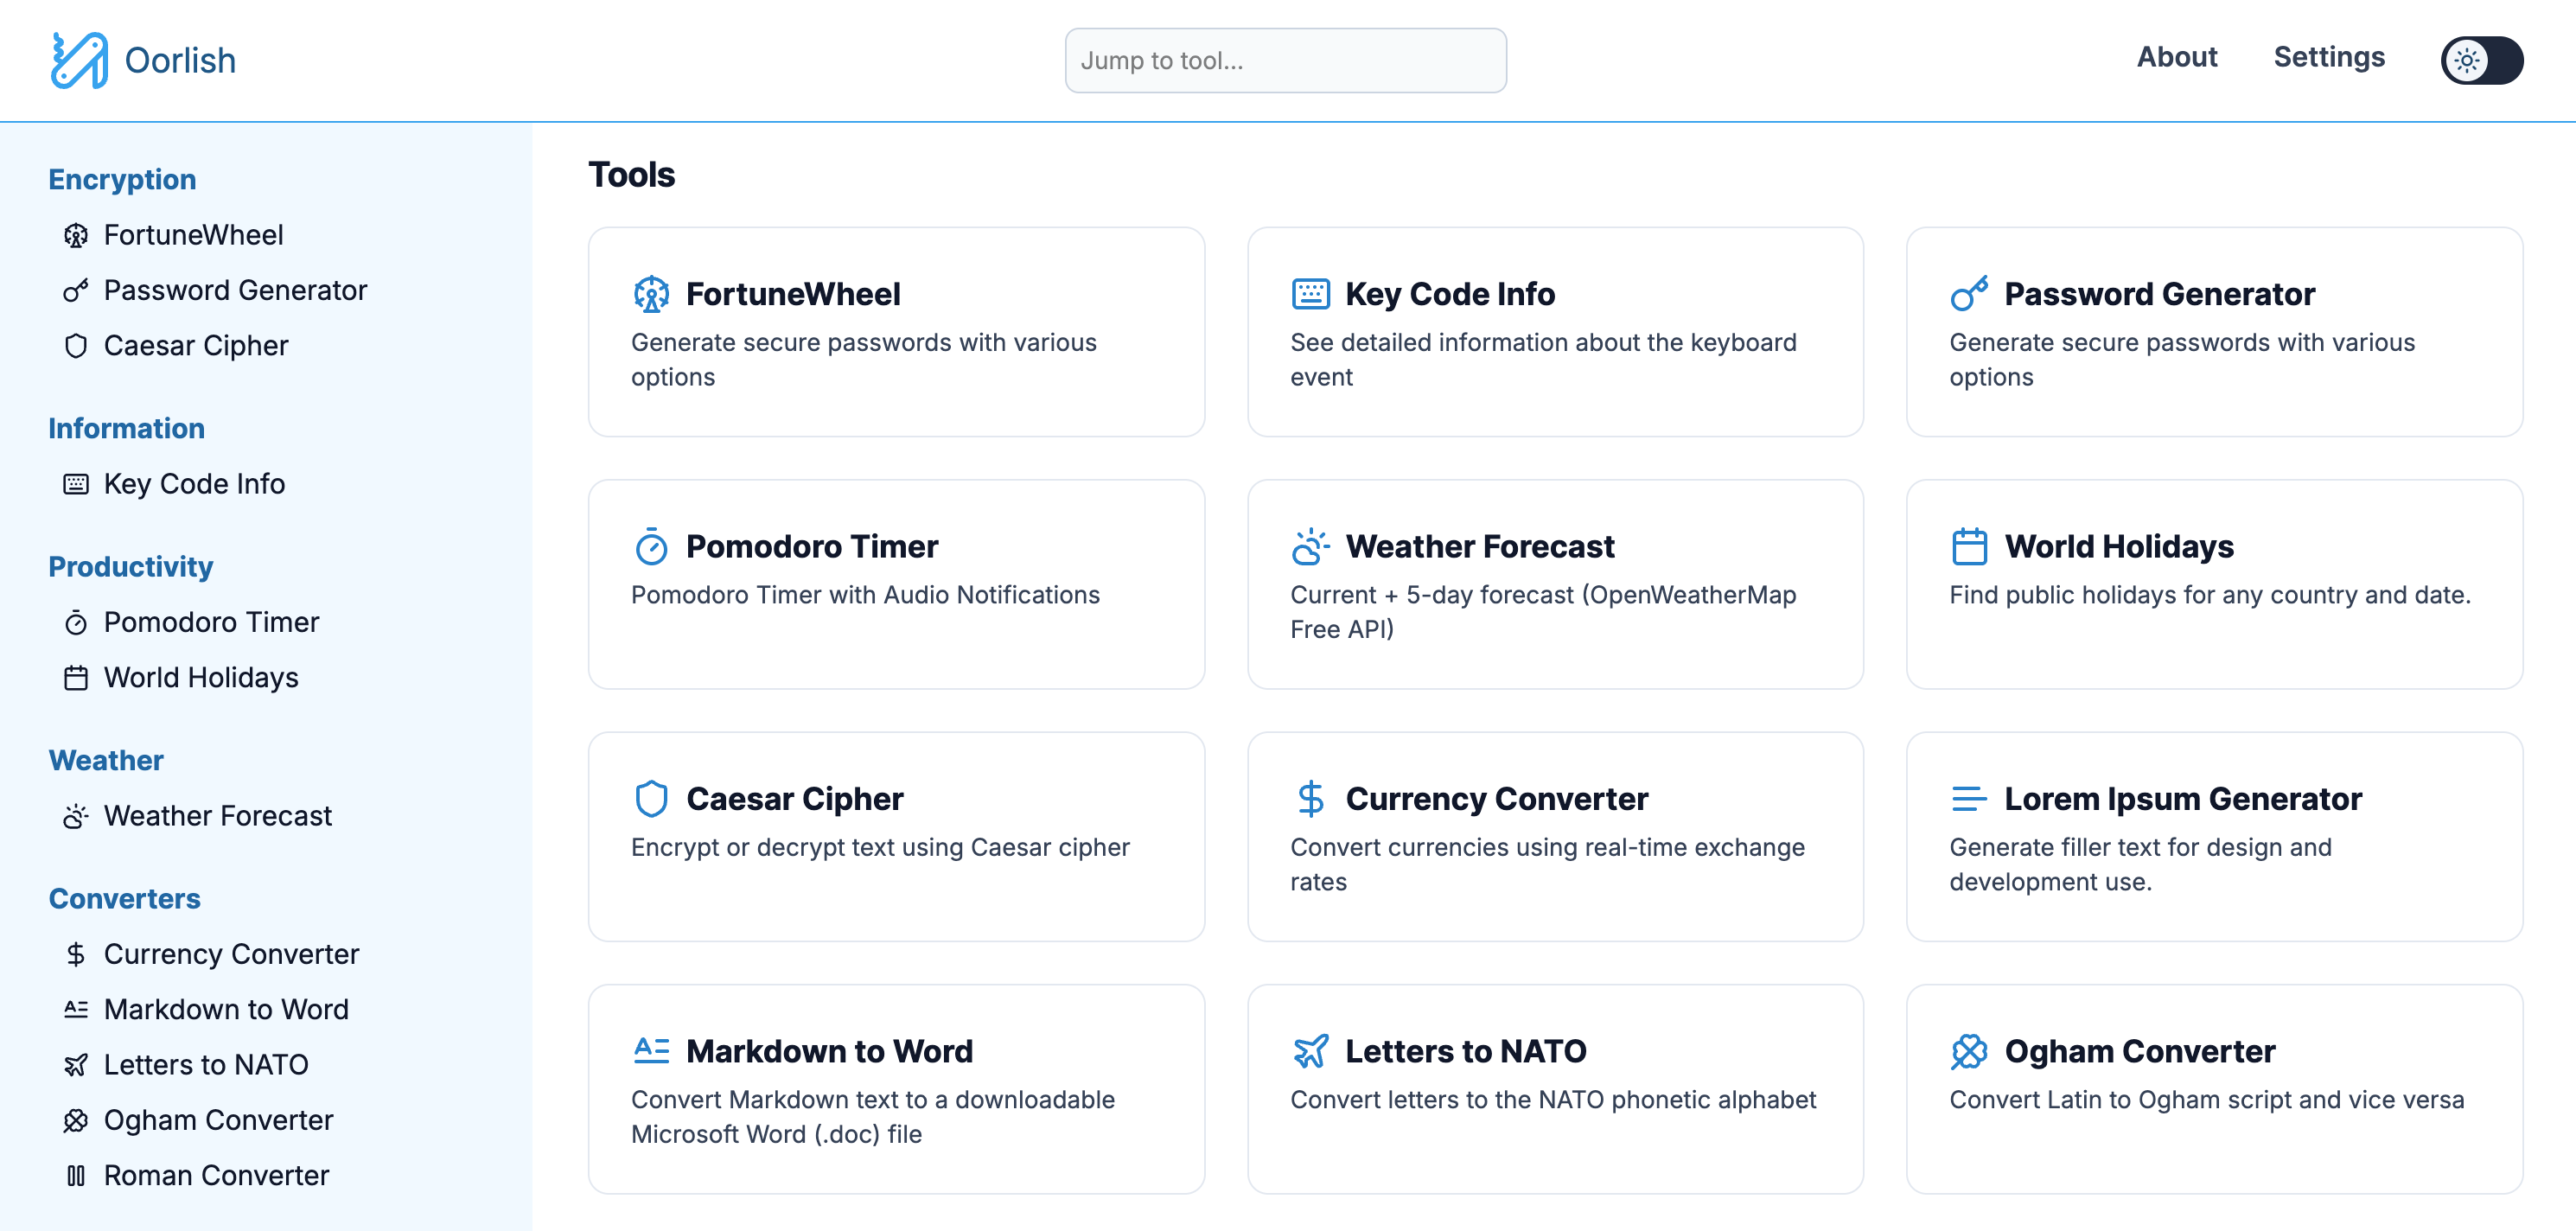 Oorlish
Jump to tool...
About
Settings
Encryption
FortuneWheel
Password Generator
Caesar Cipher
Information
Key Code Info
Productivity
Pomodoro Timer
World Holidays
Weather
Weather Forecast
Converters
Currency Converter
Markdown to Word
Letters to NATO
Ogham Converter
Roman Converter
Tools
FortuneWheel
Generate secure passwords with various
options
Key Code Info
See detailed information about the keyboard
event
Password Generator
Generate secure passwords with various
options
Pomodoro Timer
Pomodoro Timer with Audio Notifications
Weather Forecast
Current + 5-day forecast (OpenWeatherMap
Free API)
World Holidays
Find public holidays for any country and date.
Caesar Cipher
Encrypt or decrypt text using Caesar cipher
Currency Converter
Convert currencies using real-time exchange
rates
Lorem Ipsum Generator
Generate filler text for design and
development use.
Markdown to Word
Convert Markdown text to a downloadable
Microsoft Word (.doc) file
Letters to NATO
Convert letters to the NATO phonetic alphabet
Ogham Converter
Convert Latin to Ogham script and vice versa